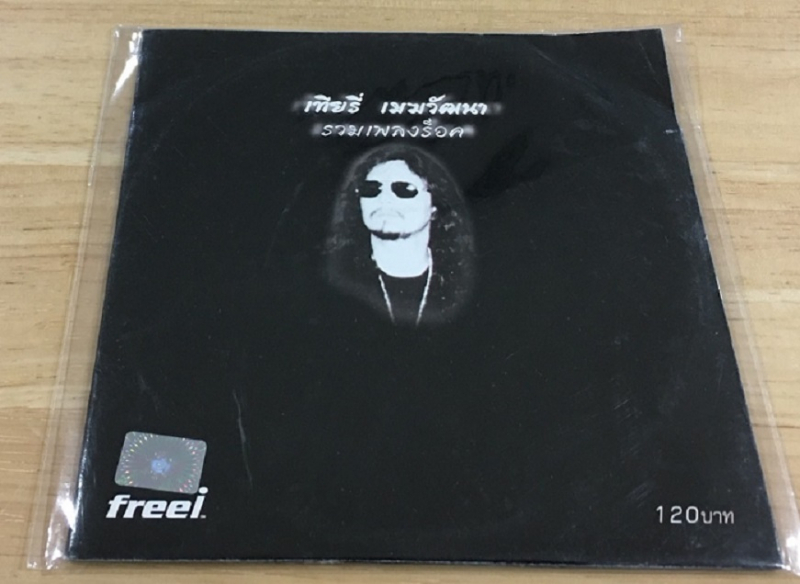 เทียรี่ เมฆวัฒนา
รวมเพลงร็อค
freei
120บาท